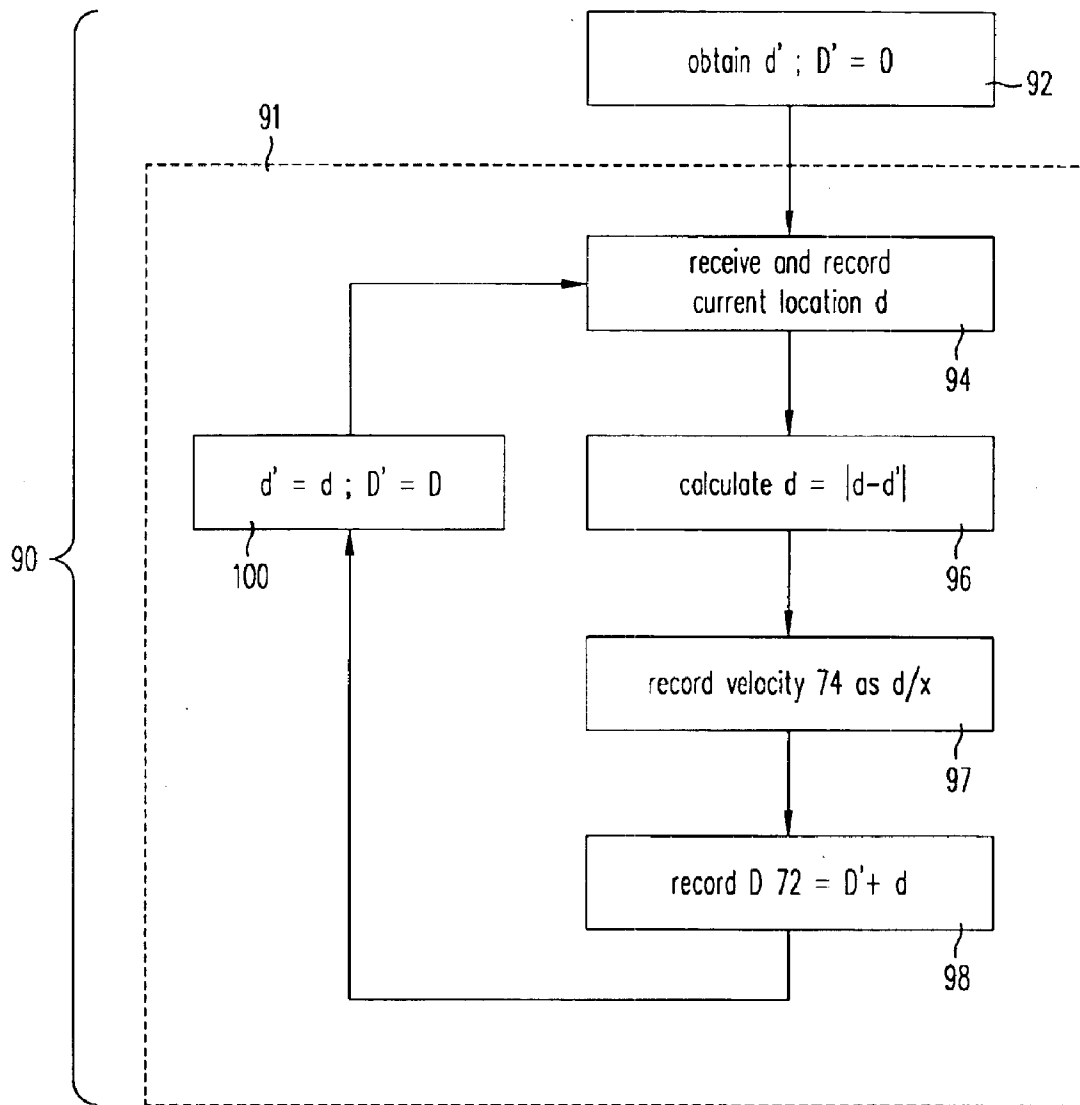 obtain d' ; D' = 0
92
91
receive and record
current location d
94
d' = d ; D' = D
100
calculate d = |d-d'|
96
90
record velocity 74 as d/x
97
record D 72 = D'+ d
98